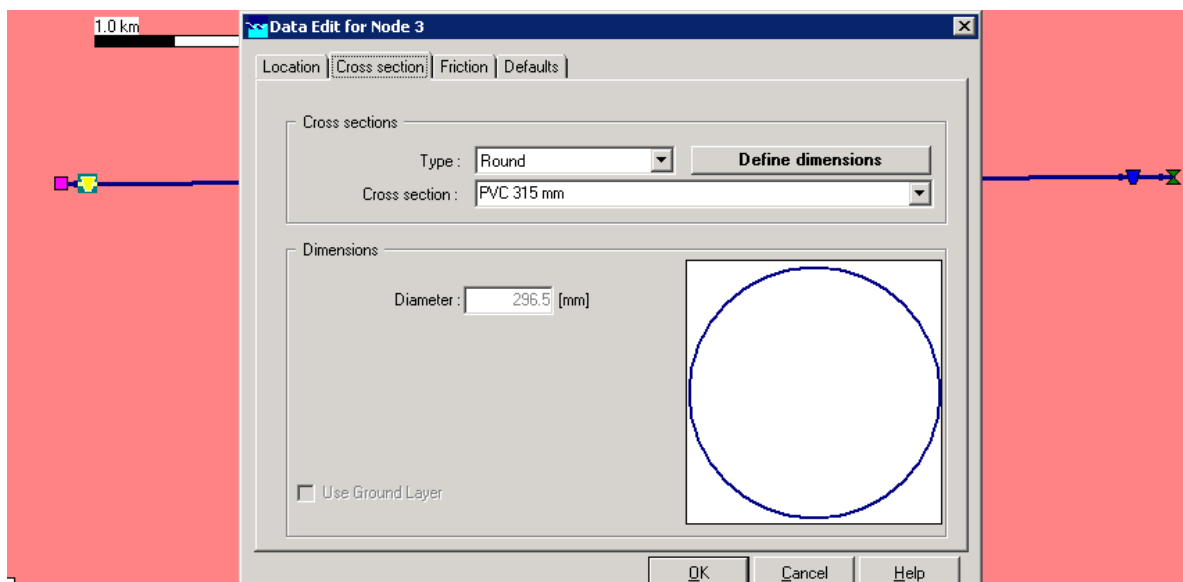 1.0 km
Data Edit for Node 3
Location Cross section Friction Defaults
Cross sections
Type : Round Define dimensions
Cross section : PVC 315 mm
Dimensions
Diameter : 296.5 [mm]
Use Ground Layer
OK Cancel Help